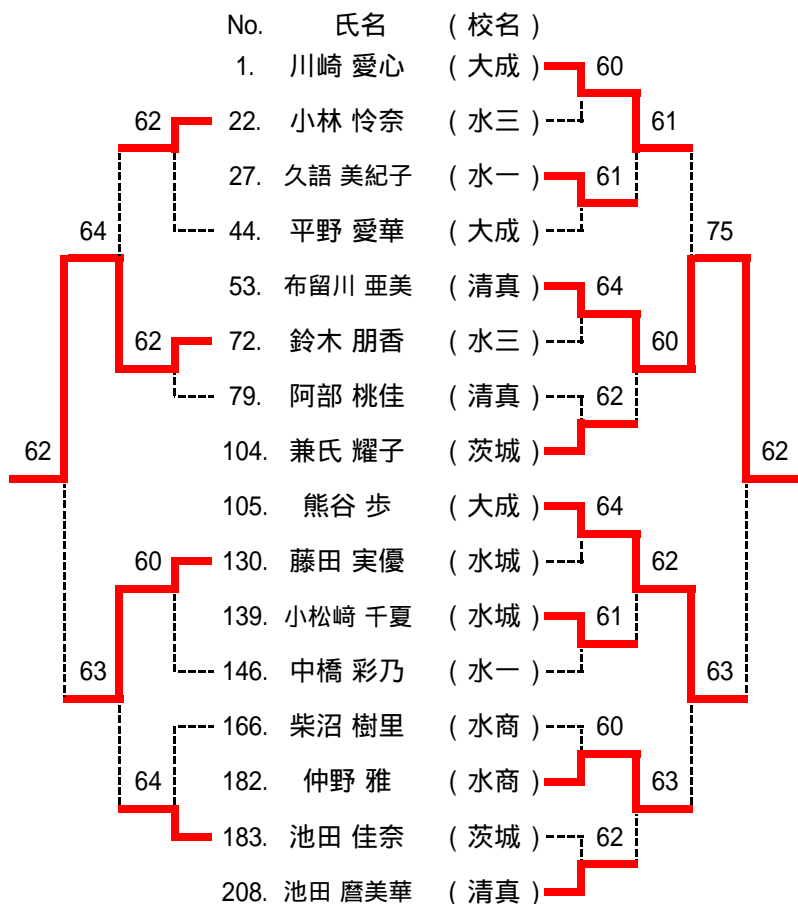 No. 氏名 ( 校名 )
1. 川崎 愛心 ( 大成 ) 60
62 22. 小林 怜奈 ( 水三 ) 61
27. 久語 美紀子 ( 水一 ) 61
64 44. 平野 愛華 ( 大成 ) 75
53. 布留川 亜美 ( 清真 ) 64
62 72. 鈴木 朋香 ( 水三 ) 60
79. 阿部 桃佳 ( 清真 ) 62
62 104. 兼氏 耀子 ( 茨城 ) 62
105. 熊谷 歩 ( 大成 ) 64
60 130. 藤田 実優 ( 水城 ) 62
139. 小松﨑 千夏 ( 水城 ) 61
63 146. 中橋 彩乃 ( 水一 ) 63
166. 柴沼 樹里 ( 水商 ) 60
64 182. 仲野 雅 ( 水商 ) 63
183. 池田 佳奈 ( 茨城 ) 62
208. 池田 麿美華 ( 清真 )